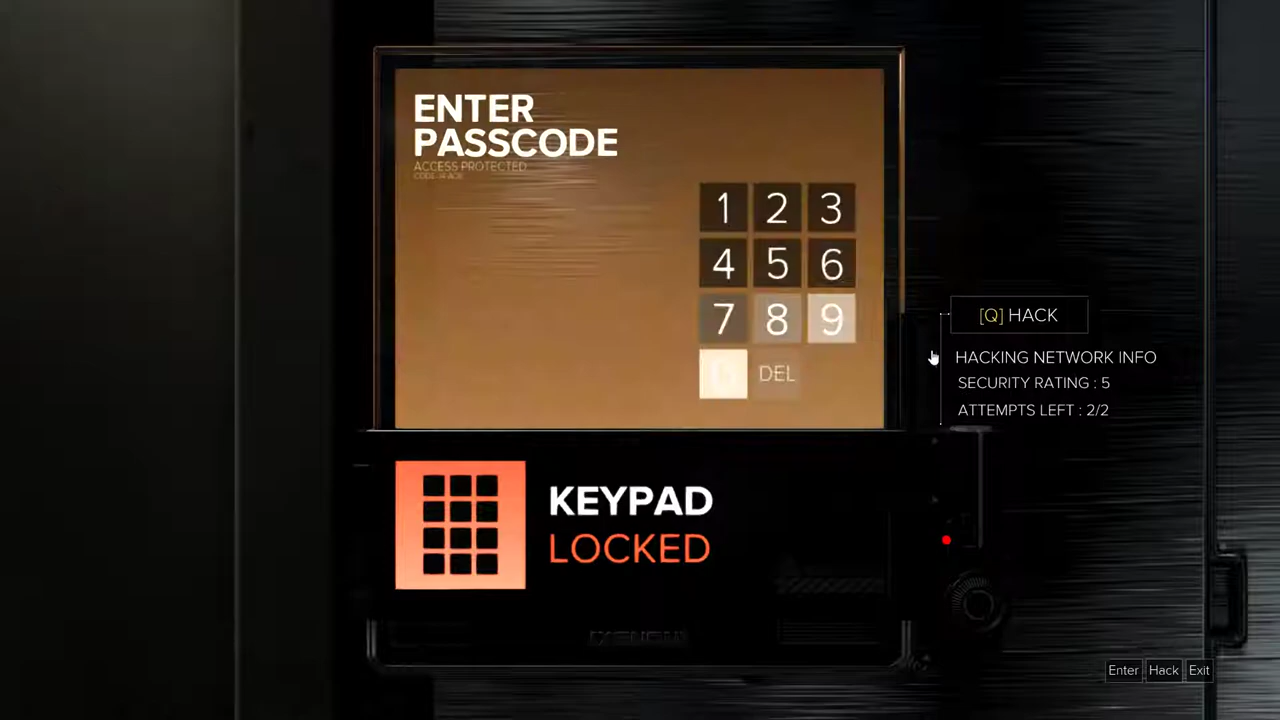 ENTER
PASSCODE
ACCESS PROTECTED
1 2 3
4 5 6
7 8 9
DEL
[Q] HACK
HACKING NETWORK INFO
SECURITY RATING : 5
ATTEMPTS LEFT : 2/2
KEYPAD
LOCKED
Enter Hack Exit